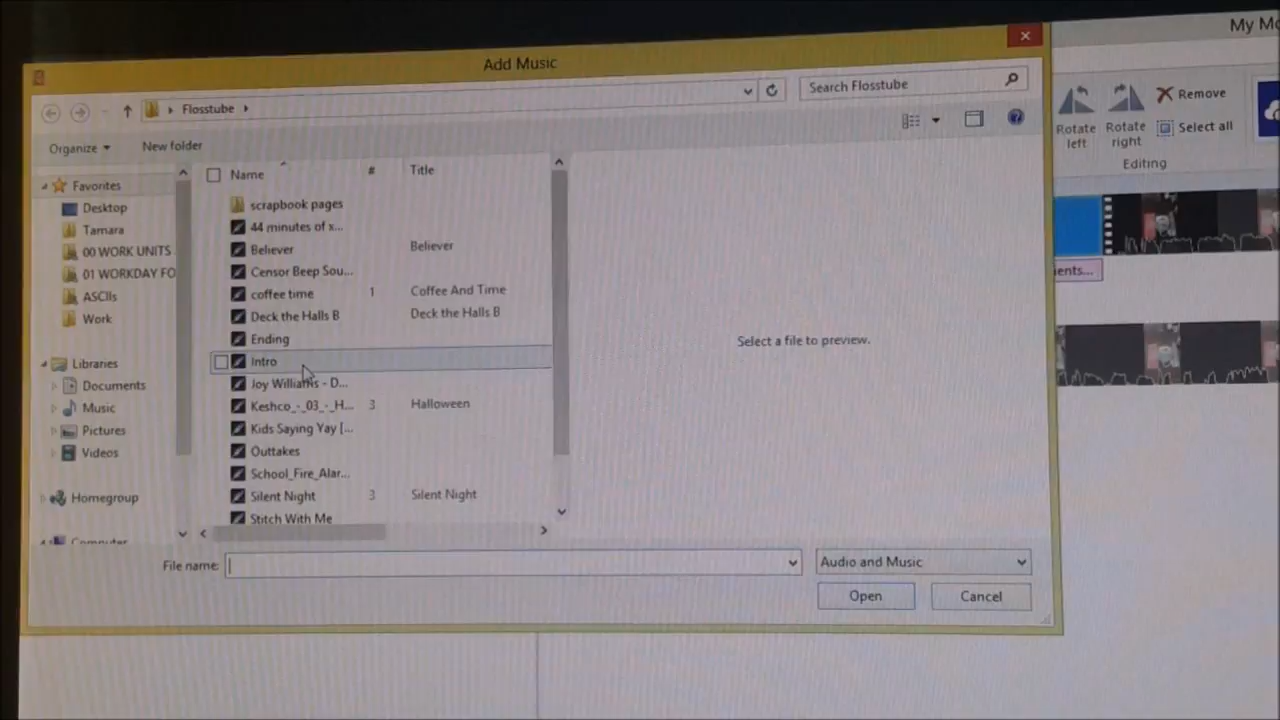 My Mo
Add Music
Flosstube
Search Flosstube
Organize
New folder
Name
#
Title
Favorites
Desktop
Tamara
00 WORK UNITS
01 WORKDAY FO
ASCIIs
Work
Libraries
Documents
Music
Pictures
Videos
Homegroup
Computer
scrapbook pages
44 minutes of x...
Believer Believer
Censor Beep Sou...
coffee time 1 Coffee And Time
Deck the Halls B Deck the Halls B
Ending
Intro
Joy Williams - D...
Keshco_-_03_-_H... 3 Halloween
Kids Saying Yay [...
Outtakes
School_Fire_Alar...
Silent Night 3 Silent Night
Stitch With Me
Select a file to preview.
File name:
Audio and Music
Open
Cancel
Rotate left
Rotate right
Remove
Select all
Editing
ents...